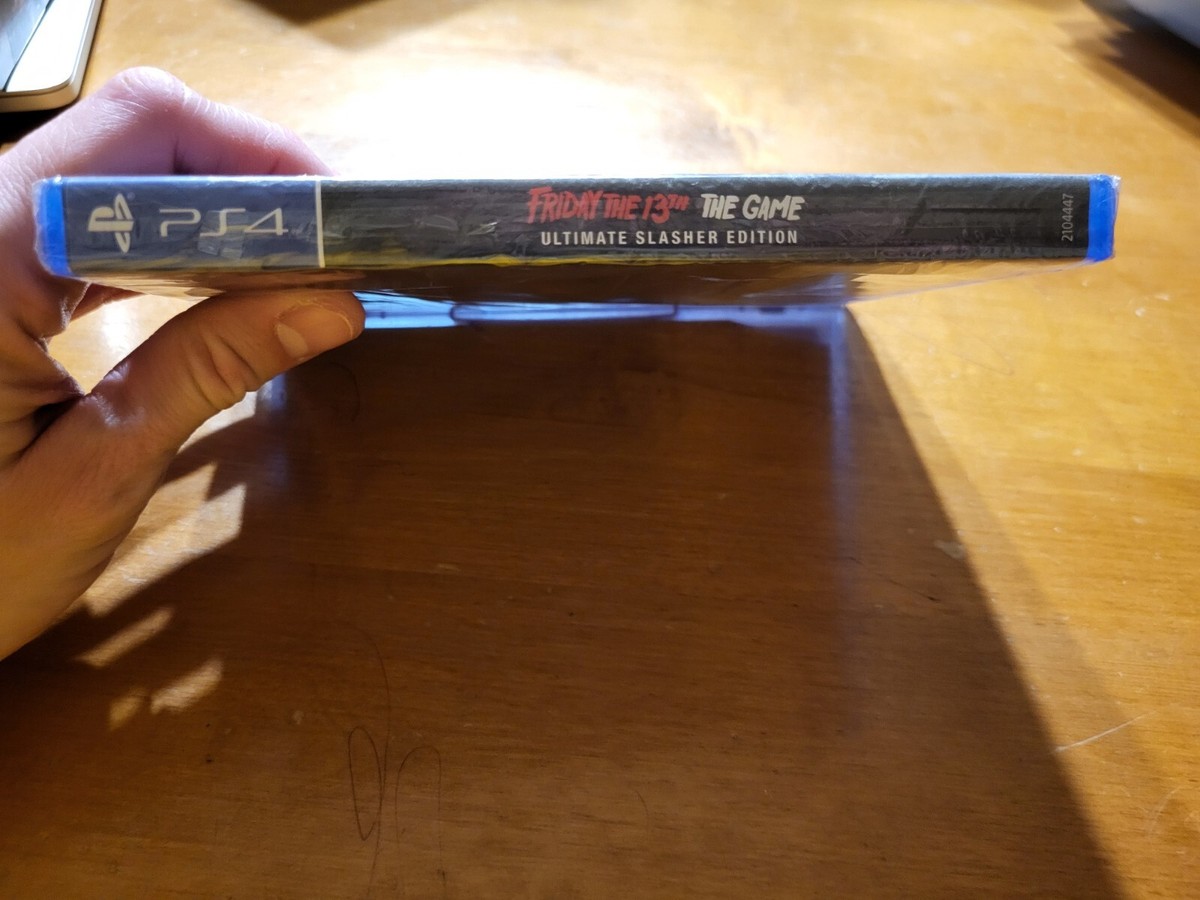 PS4
FRIDAY THE 13TH THE GAME
ULTIMATE SLASHER EDITION
2104447